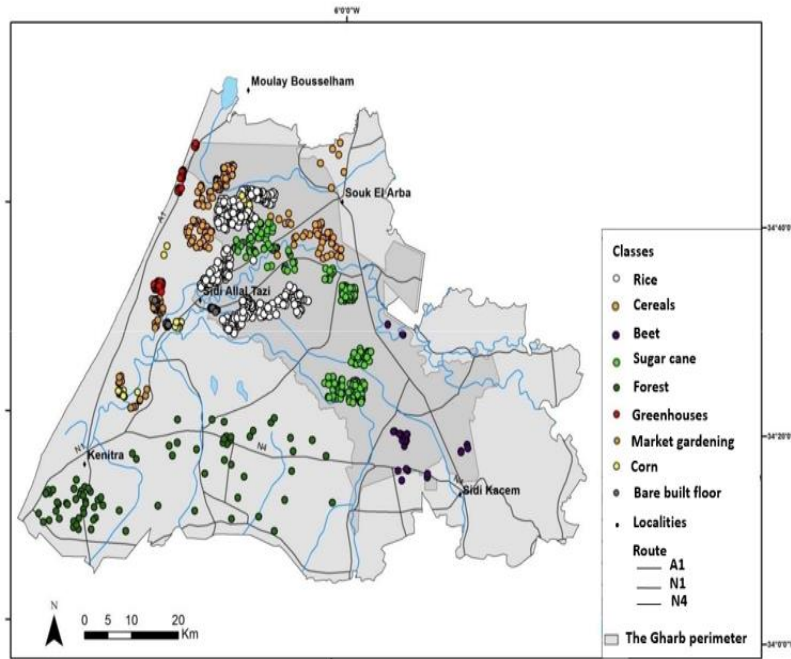 6°0'0"W
Moulay Bousselham
Souk El Arba
A1
34°40'0
Sidi Allal Tazi
34°20'0
N1
Kenitra
N4
Sidi Kacem
N
0 5 10 20
Km
34°0'0"
Classes
Rice
Cereals
Beet
Sugar cane
Forest
Greenhouses
Market gardening
Corn
Bare built floor
Localities
Route
A1
N1
N4
The Gharb perimeter